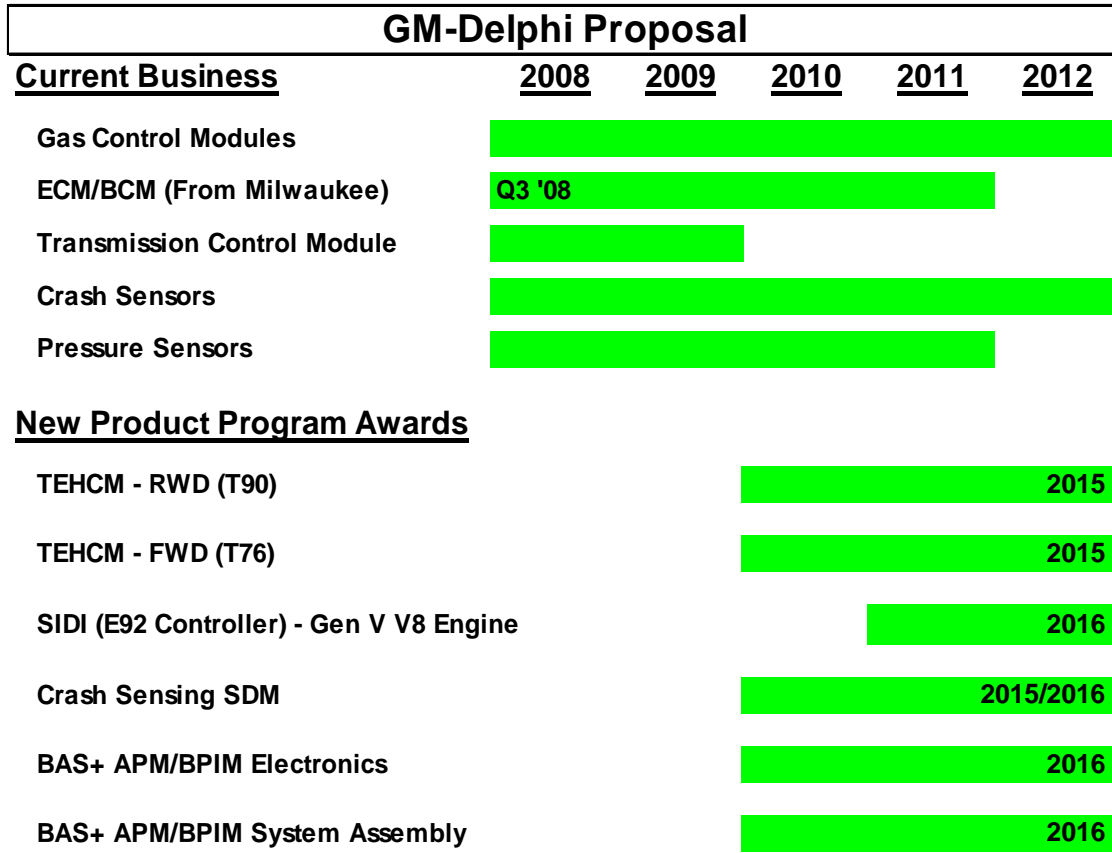 GM-Delphi Proposal
Current Business 2008 2009 2010 2011 2012
Gas Control Modules
ECM/BCM (From Milwaukee) Q3 '08
Transmission Control Module
Crash Sensors
Pressure Sensors
New Product Program Awards
TEHCM - RWD (T90) 2015
TEHCM - FWD (T76) 2015
SIDI (E92 Controller) - Gen V V8 Engine 2016
Crash Sensing SDM 2015/2016
BAS+ APM/BPIM Electronics 2016
BAS+ APM/BPIM System Assembly 2016